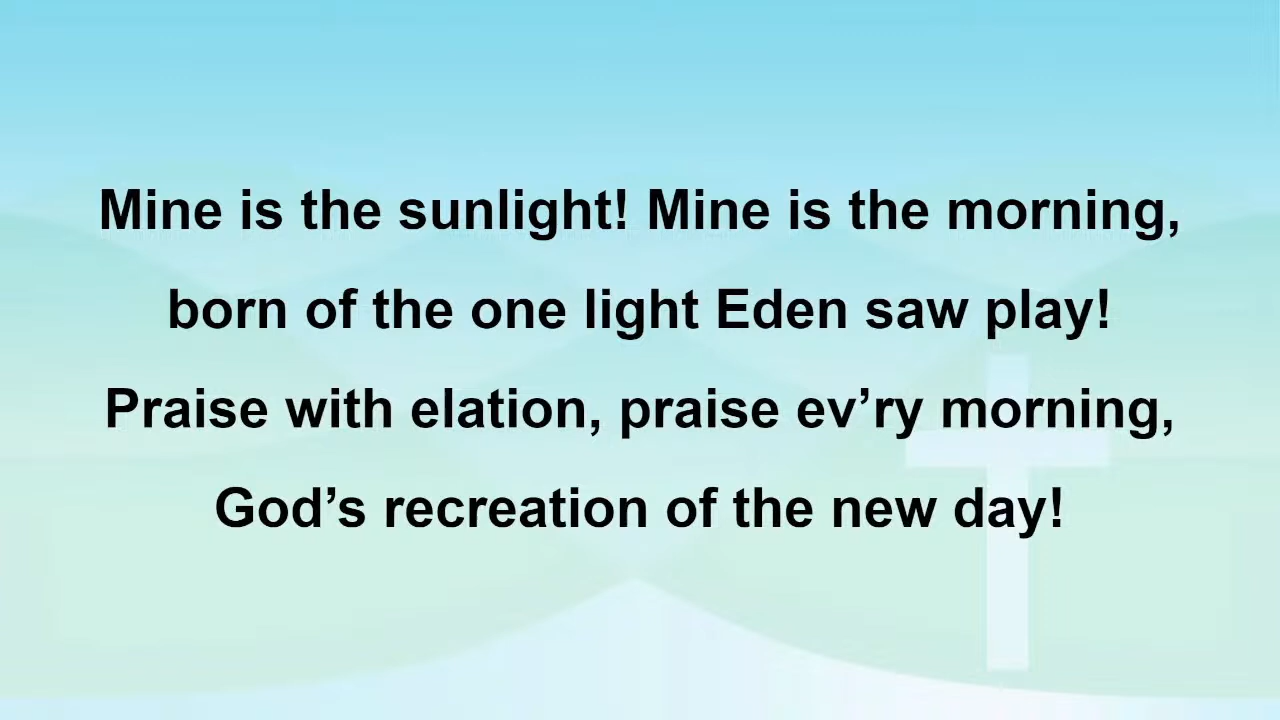 Mine is the sunlight! Mine is the morning,
born of the one light Eden saw play!
Praise with elation, praise ev’ry morning,
God’s recreation of the new day!